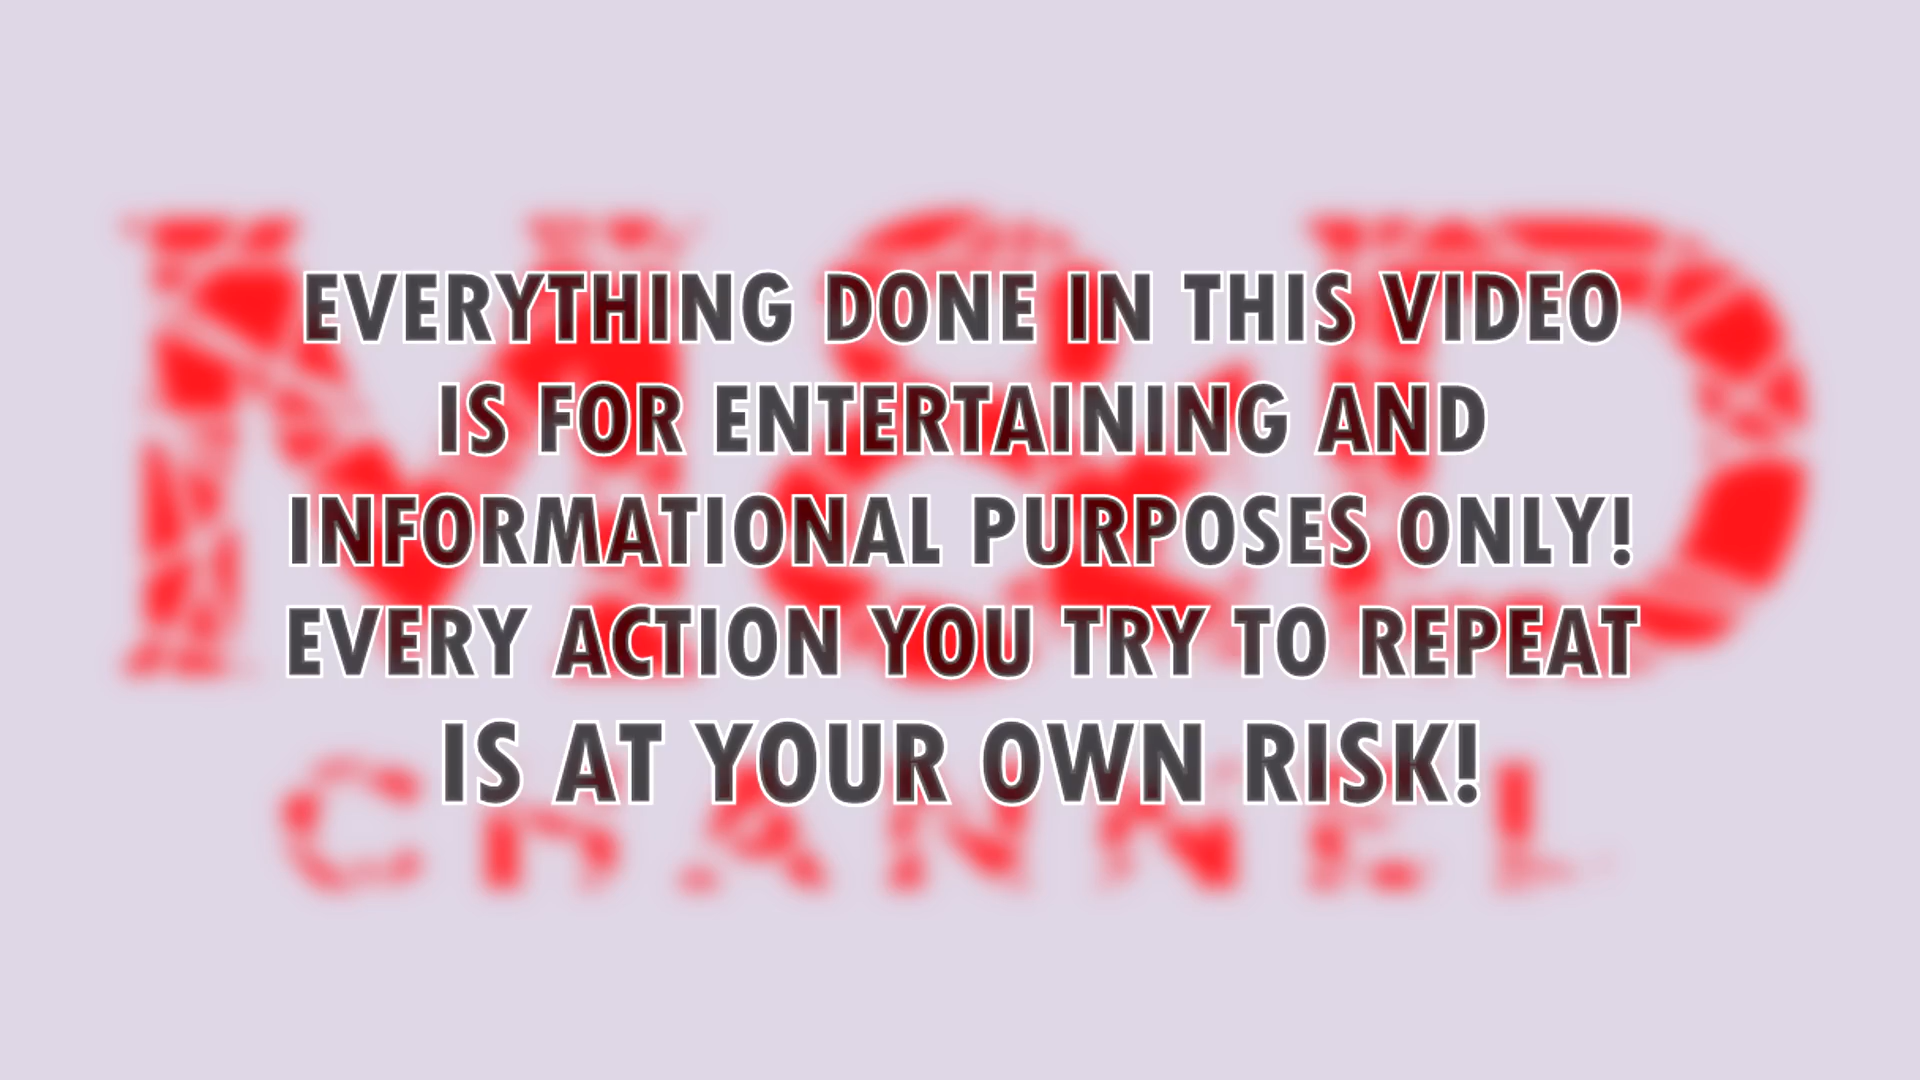 M&D
CHANNEL
EVERYTHING DONE IN THIS VIDEO
IS FOR ENTERTAINING AND
INFORMATIONAL PURPOSES ONLY!
EVERY ACTION YOU TRY TO REPEAT
IS AT YOUR OWN RISK!